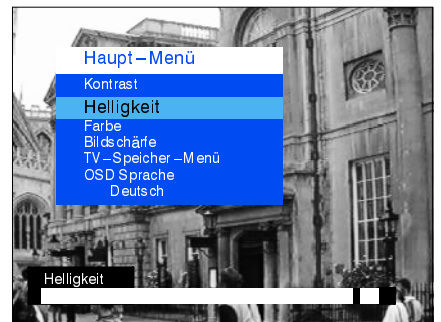 Haupt–Menü
Kontrast
Helligkeit
Farbe
Bildschärfe
TV–Speicher–Menü
OSD Sprache
Deutsch
Helligkeit